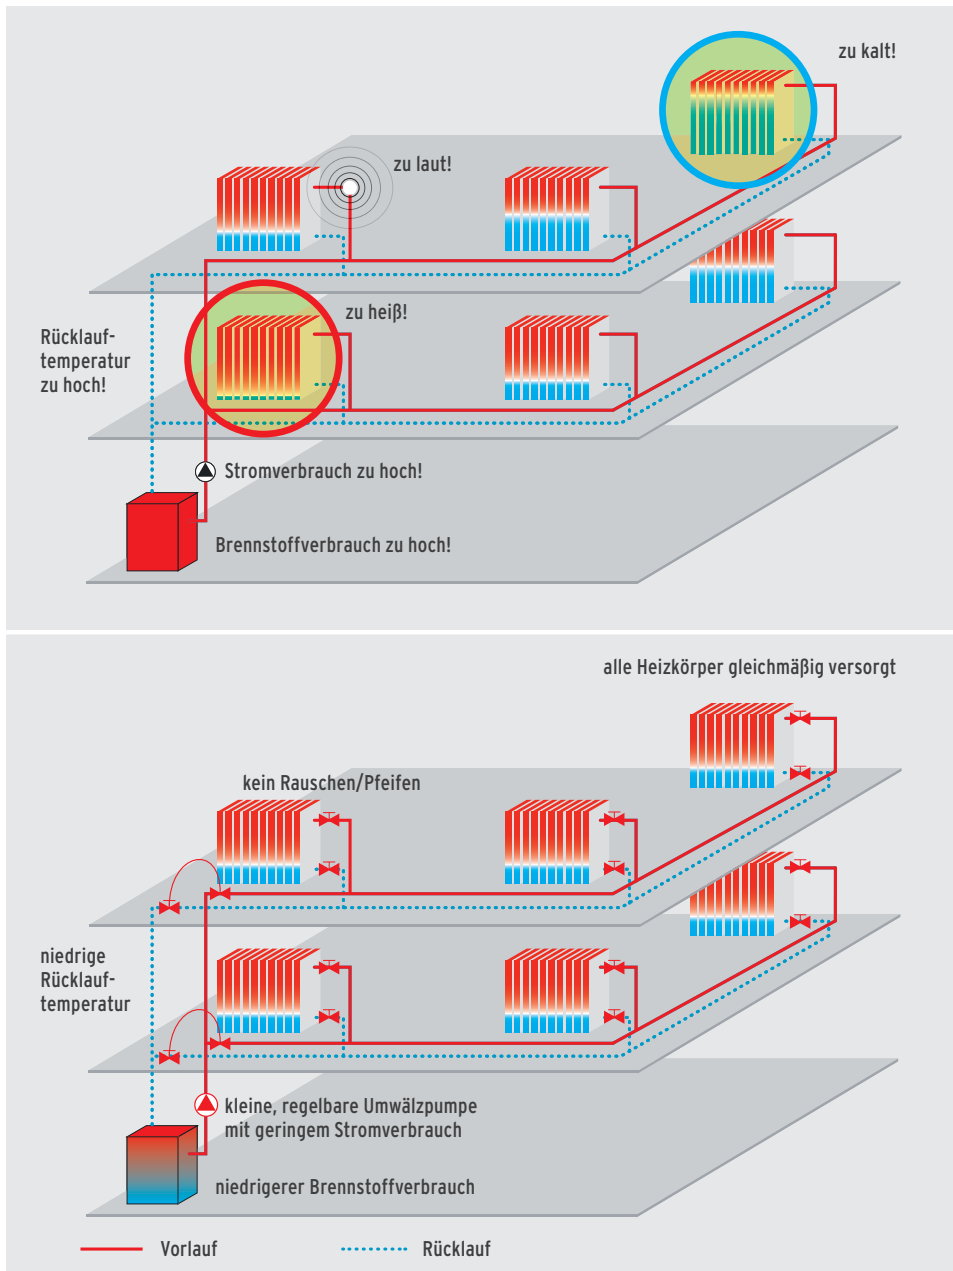 zu kalt!
zu laut!
zu heiß!
Rücklauf-
temperatur
zu hoch!
Stromverbrauch zu hoch!
Brennstoffverbrauch zu hoch!
alle Heizkörper gleichmäßig versorgt
kein Rauschen/Pfeifen
niedrige
Rücklauf-
temperatur
kleine, regelbare Umwälzpumpe
mit geringem Stromverbrauch
niedrigerer Brennstoffverbrauch
Vorlauf
Rücklauf